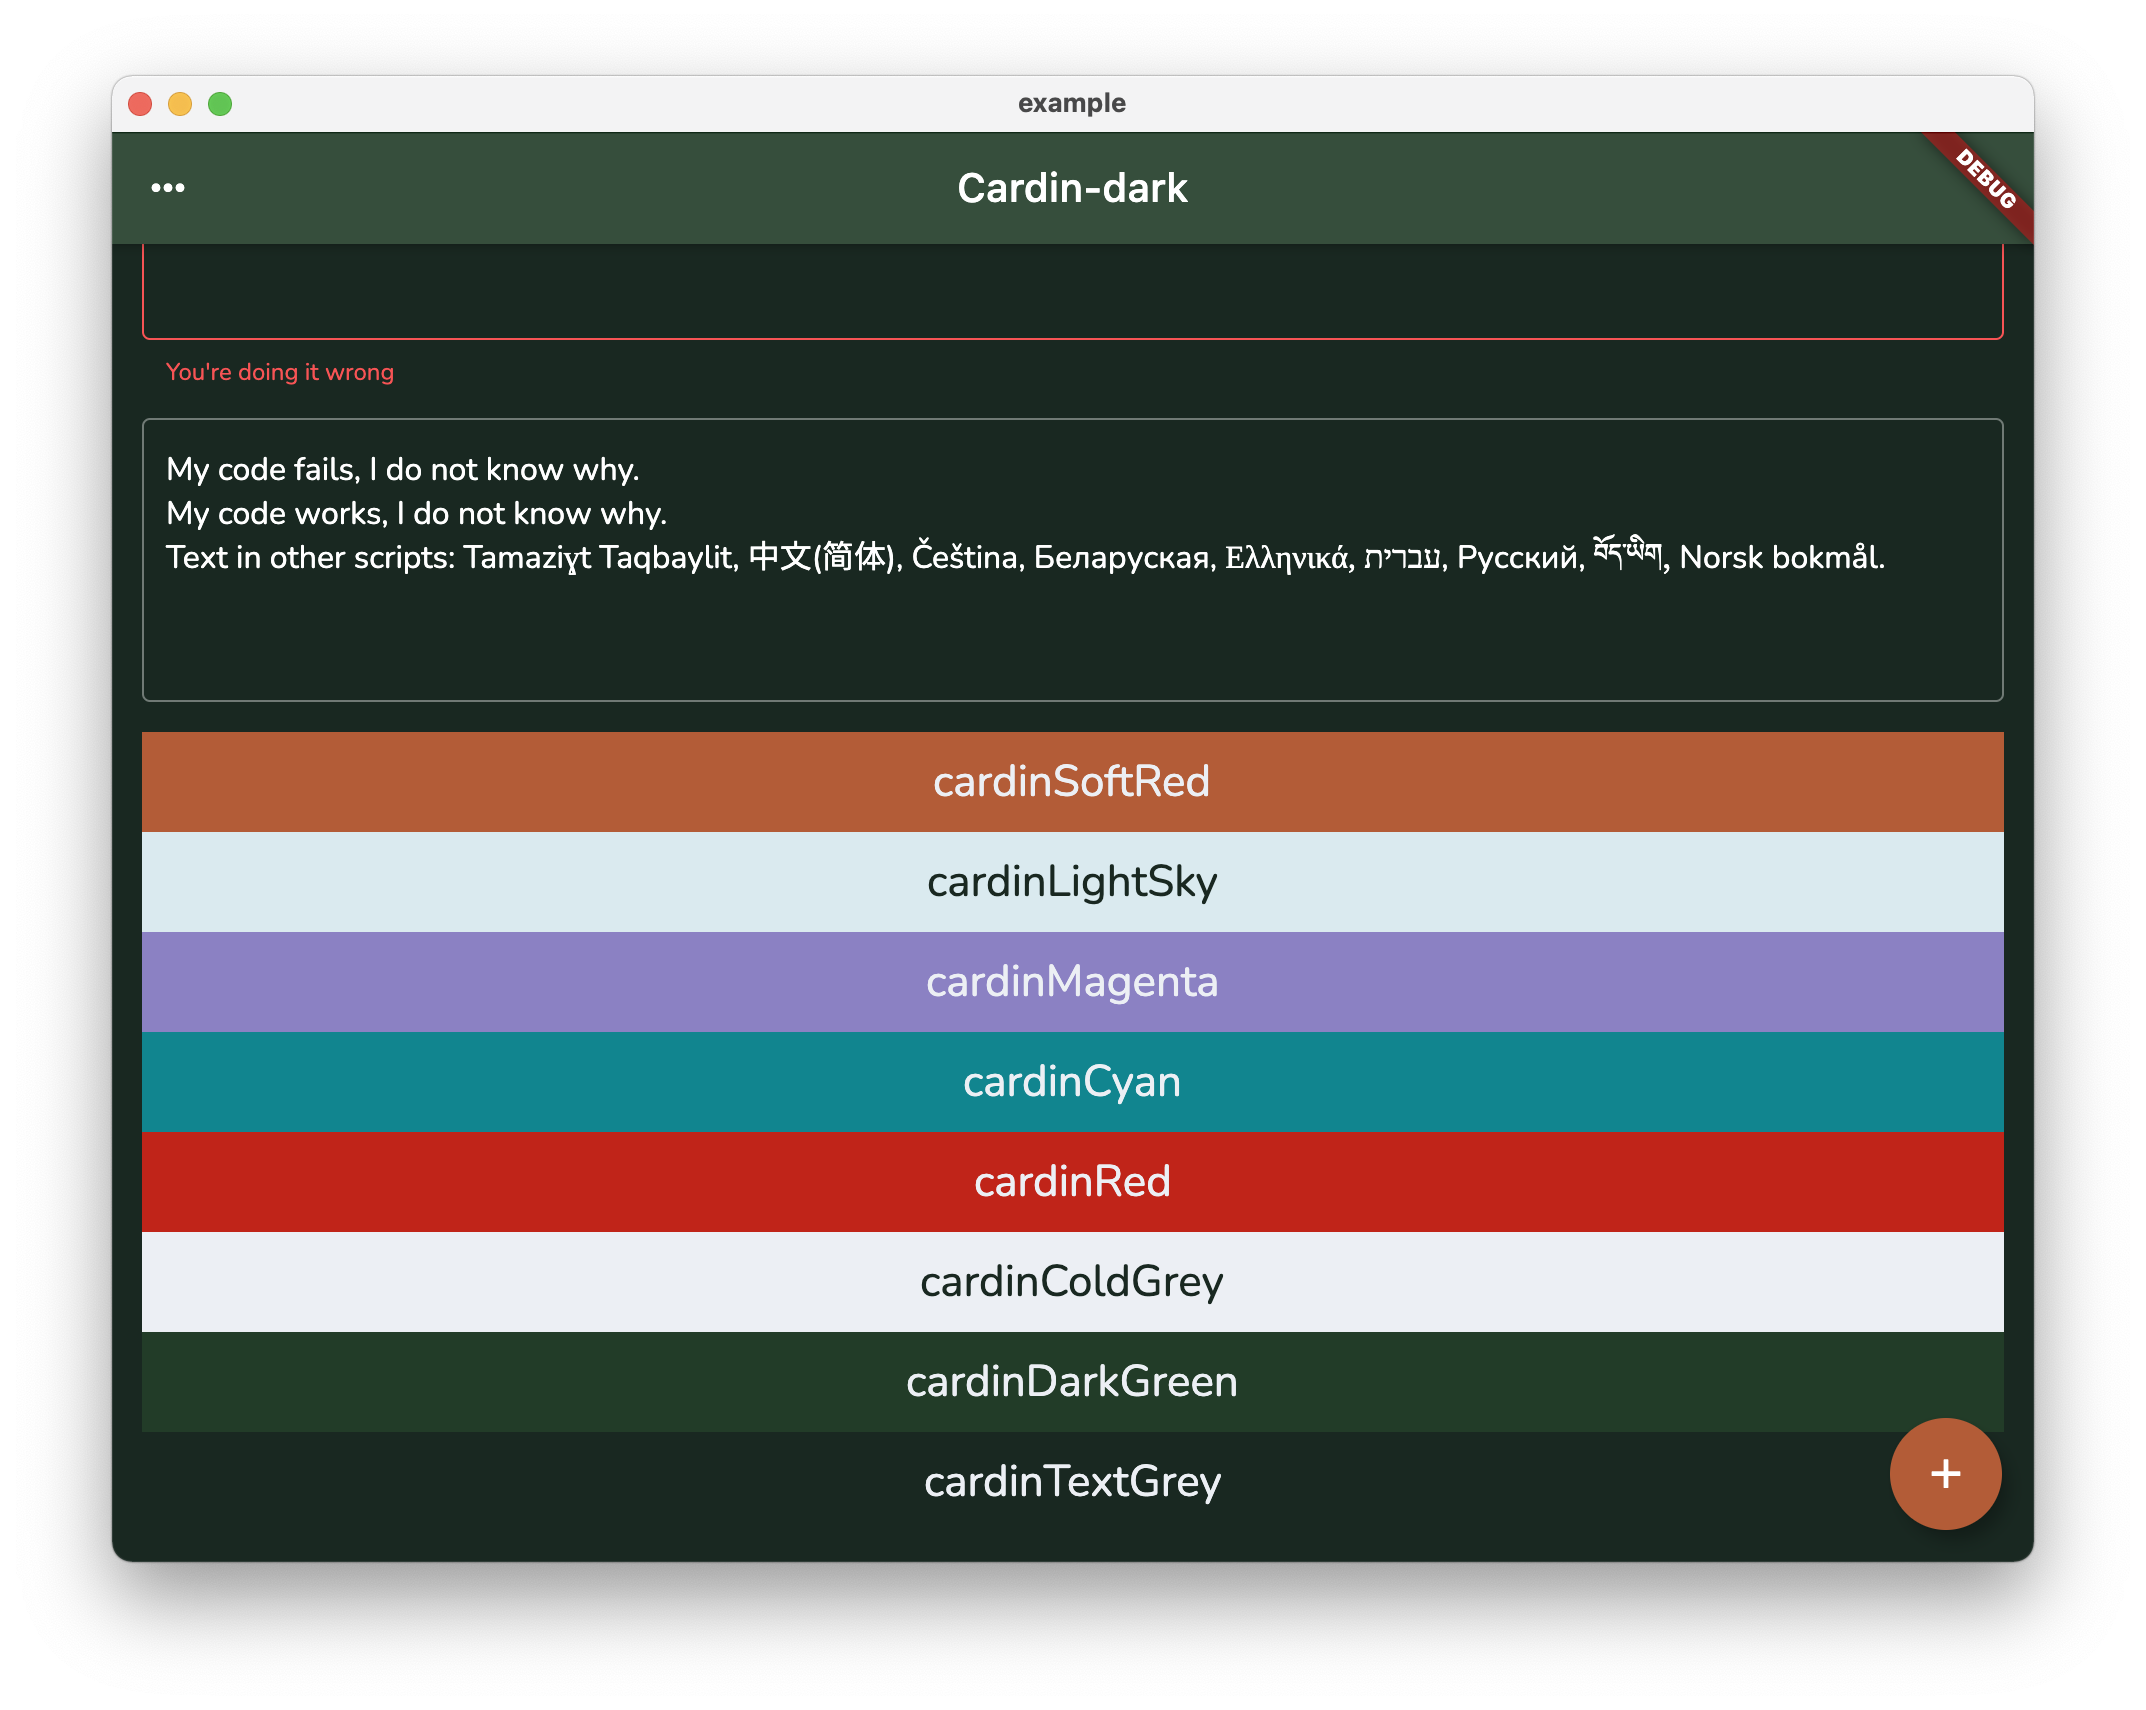 example
Cardin-dark
DEBUG
You're doing it wrong
My code fails, I do not know why.
My code works, I do not know why.
Text in other scripts: Tamaziɣt Taqbaylit, 中文(简体), Čeština, Беларуская, Ελληνικά, עברית, Русский, བོད་ཡིག, Norsk bokmål.
cardinSoftRed
cardinLightSky
cardinMagenta
cardinCyan
cardinRed
cardinColdGrey
cardinDarkGreen
cardinTextGrey
+